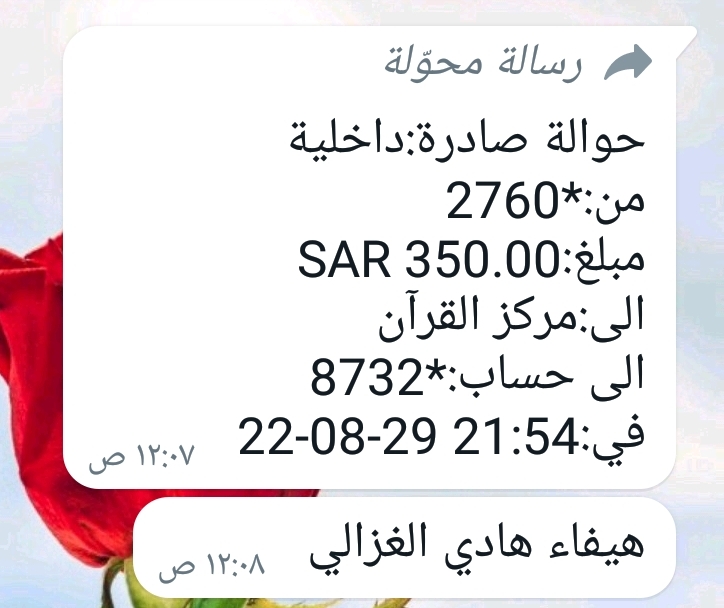 رسالة محوّلة
حوالة صادرة:داخلية
من:*2760
مبلغ:SAR 350.00
الى:مركز القرآن
الى حساب:*8732
في:22-08-29 21:54
١٢:٠٧ ص
هيفاء هادي الغزالي
١٢:٠٨ ص